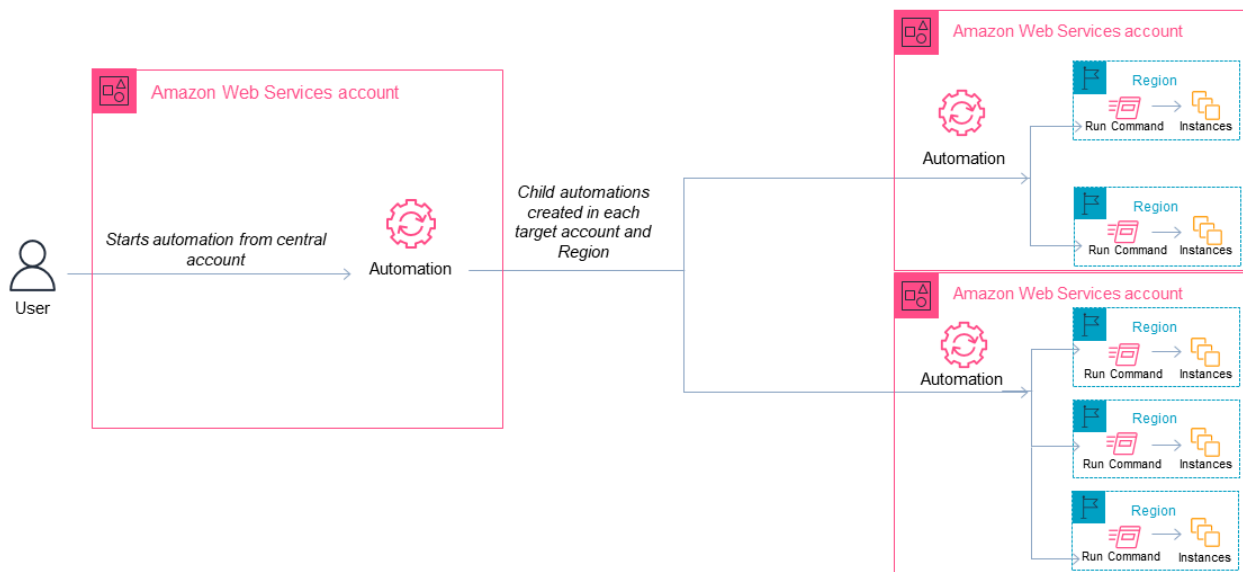 Amazon Web Services account
Starts automation from central
account
User
Automation
Child automations
created in each
target account and
Region
Amazon Web Services account
Automation
Region
Run Command
Instances
Region
Run Command
Instances
Amazon Web Services account
Automation
Region
Run Command
Instances
Region
Run Command
Instances
Region
Run Command
Instances